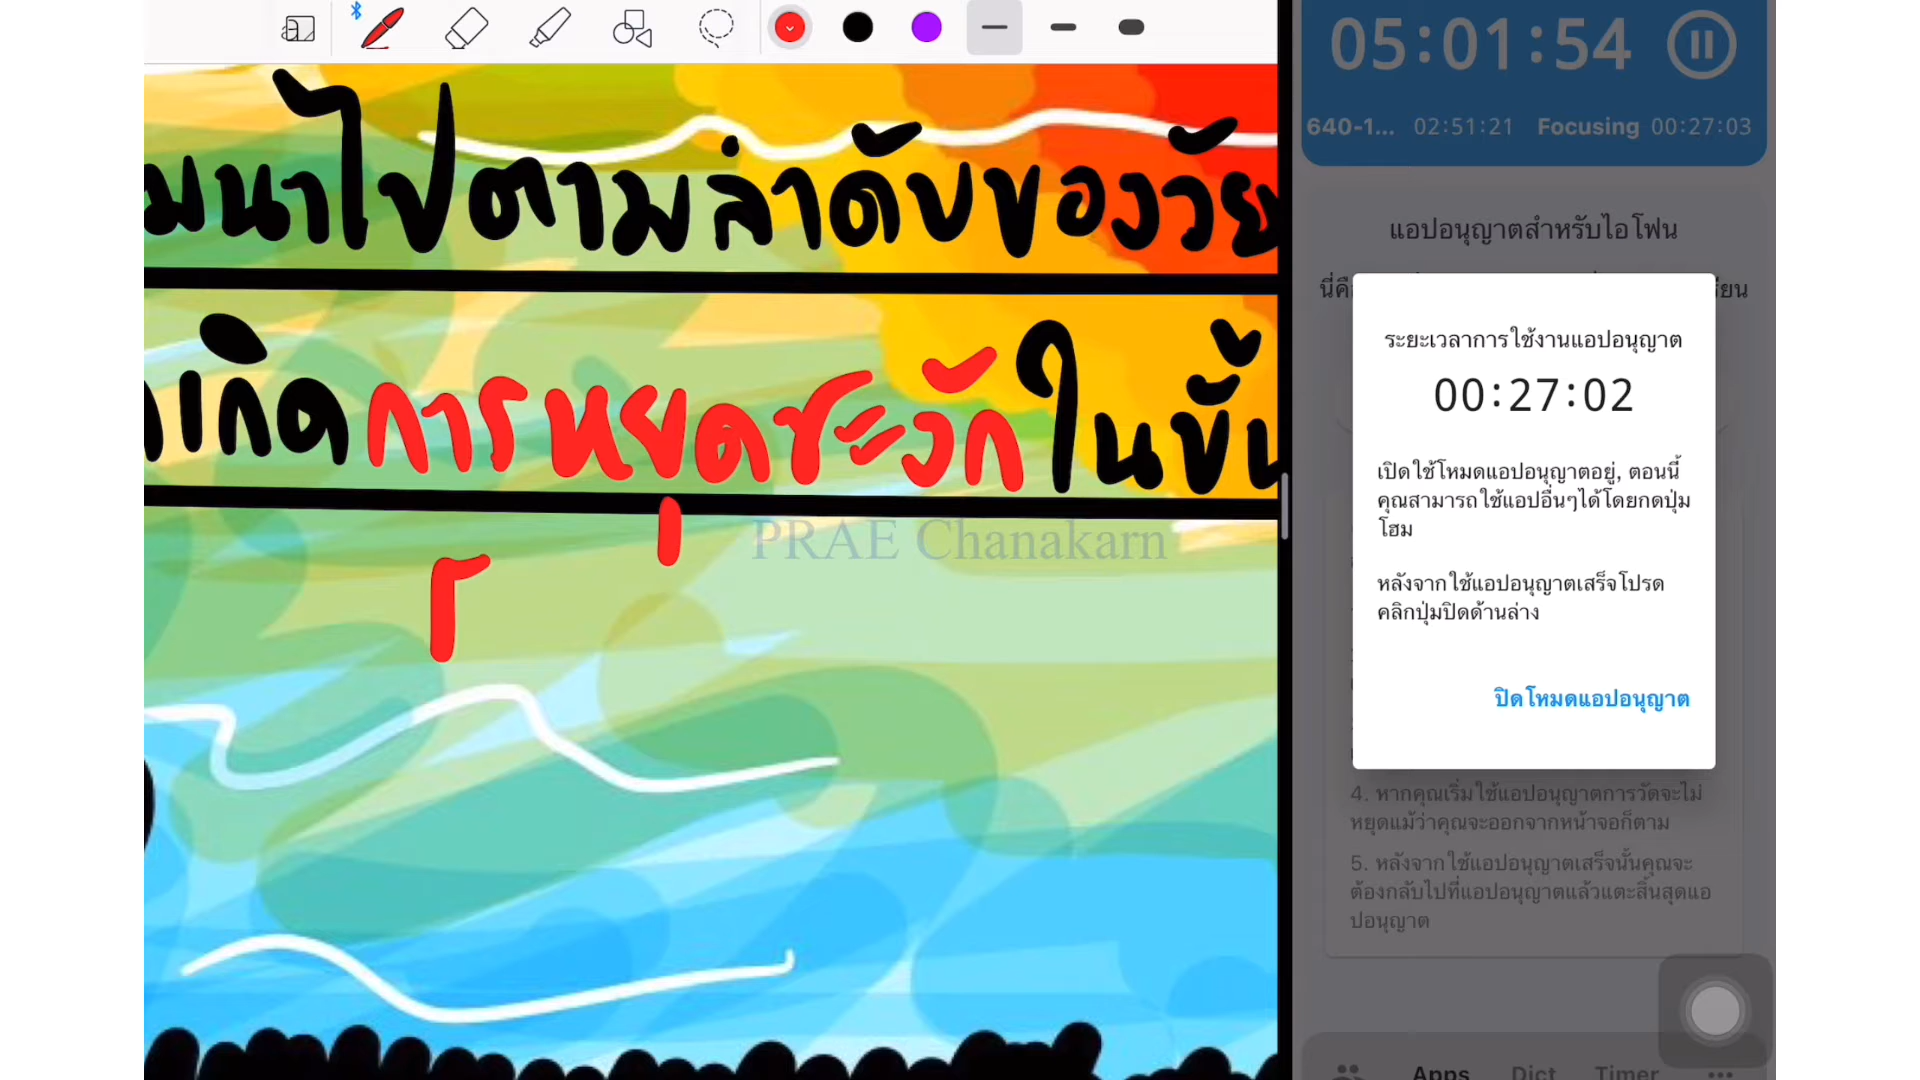 ฒนาไปตามลำดับของวัย
เกิดการหยุดชะงักในขั้น
ร
PRAE Chanakarn
05:01:54
640-1... 02:51:21 Focusing 00:27:03
แอปอนุญาตสำหรับไอโฟน
นี่คื
รียน
ระยะเวลาการใช้งานแอปอนุญาต
00:27:02
เปิดใช้โหมดแอปอนุญาตอยู่, ตอนนี้
คุณสามารถใช้แอปอื่นๆได้โดยกดปุ่ม
โฮม
หลังจากใช้แอปอนุญาตเสร็จโปรด
คลิกปุ่มปิดด้านล่าง
ปิดโหมดแอปอนุญาต
4. หากคุณเริ่มใช้แอปอนุญาตการวัดจะไม่
หยุดแม้ว่าคุณจะออกจากหน้าจอก็ตาม
5. หลังจากใช้แอปอนุญาตเสร็จนั้นคุณจะ
ต้องกลับไปที่แอปอนุญาตแล้วแตะสิ้นสุดแอ
ปอนุญาต
Apps Dict Timer